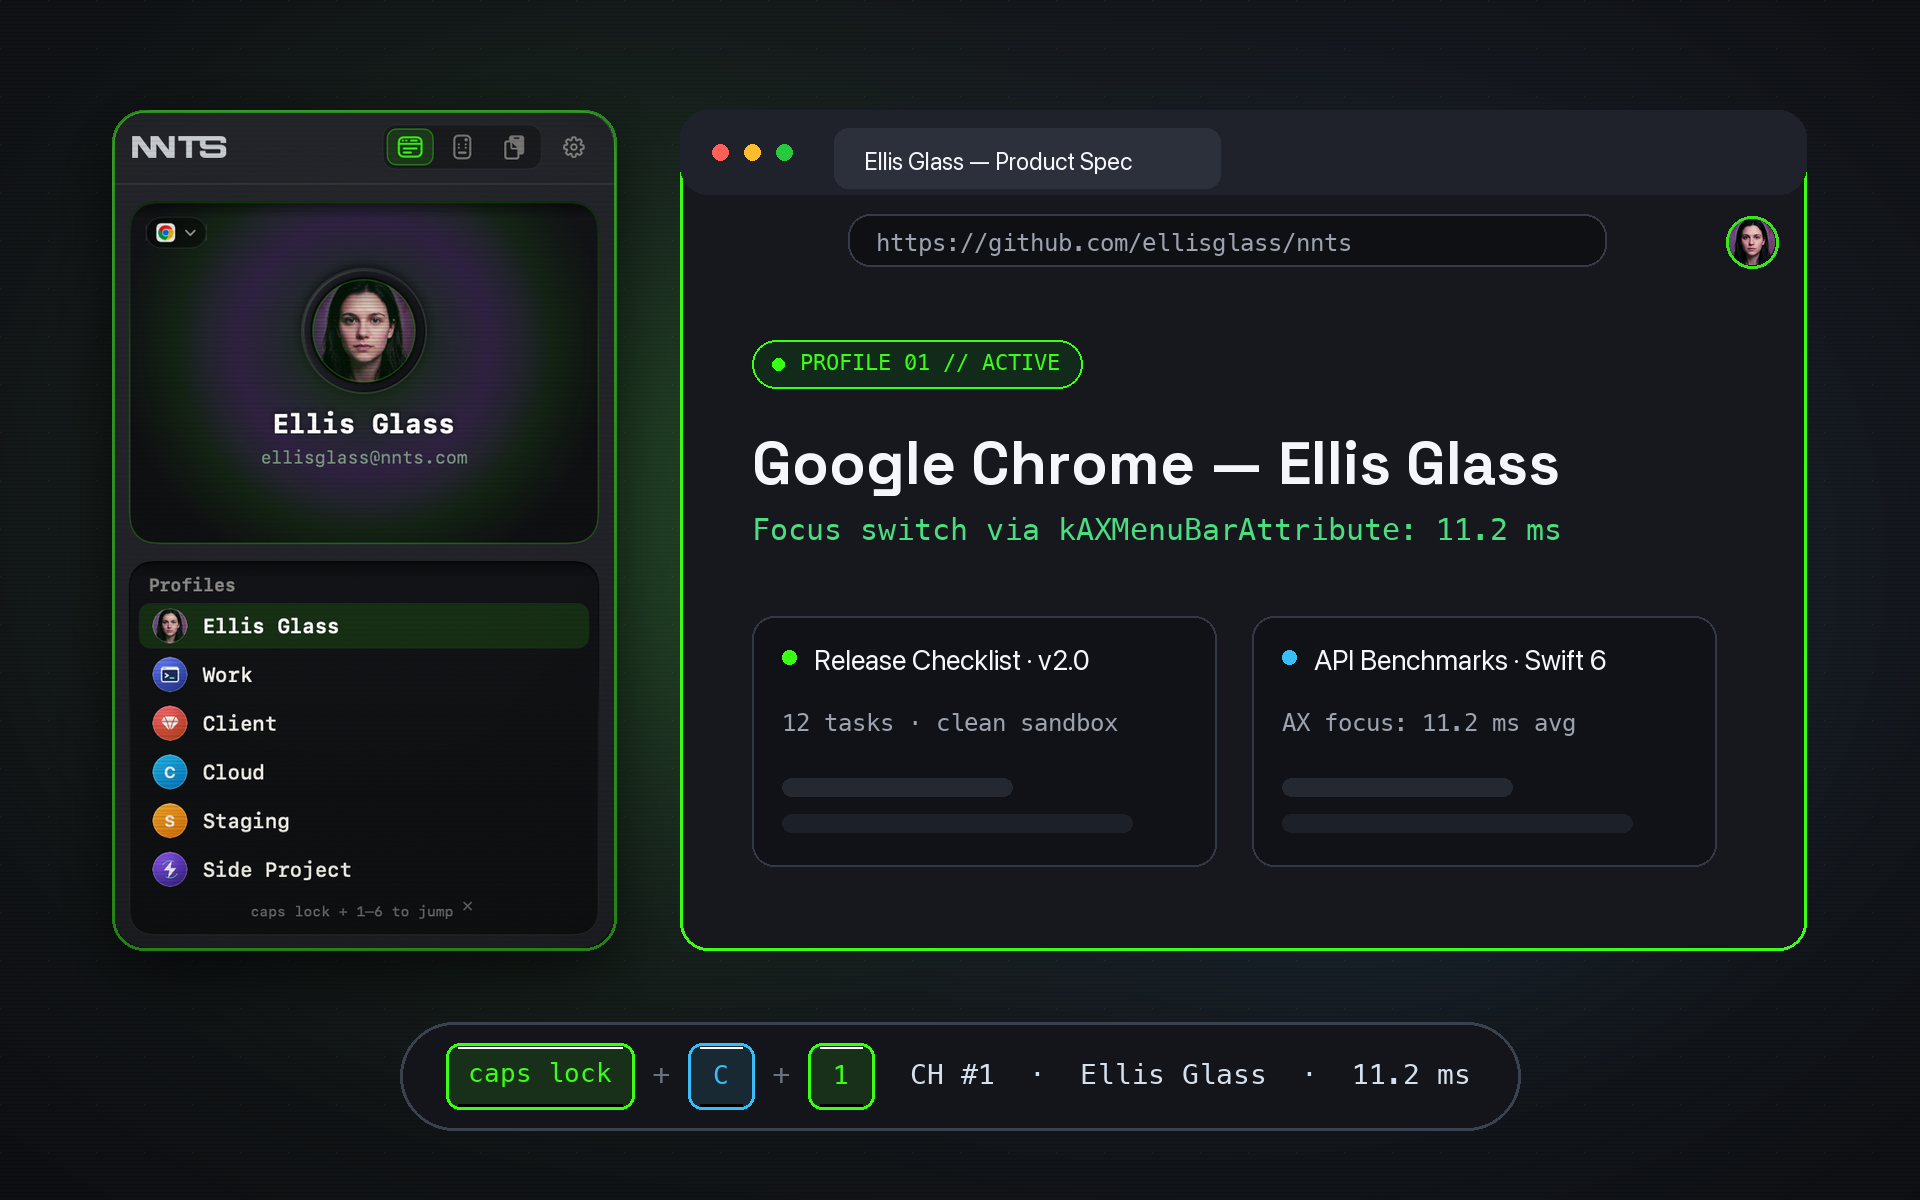 NNTS
Ellis Glass
ellisglass@nnts.com
Profiles
Ellis Glass
Work
Client
C
Cloud
S
Staging
Side Project
caps lock + 1–6 to jump ×
Ellis Glass — Product Spec
https://github.com/ellisglass/nnts
PROFILE 01 // ACTIVE
Google Chrome — Ellis Glass
Focus switch via kAXMenuBarAttribute: 11.2 ms
Release Checklist · v2.0
12 tasks · clean sandbox
API Benchmarks · Swift 6
AX focus: 11.2 ms avg
caps lock + C + 1 CH #1 · Ellis Glass · 11.2 ms